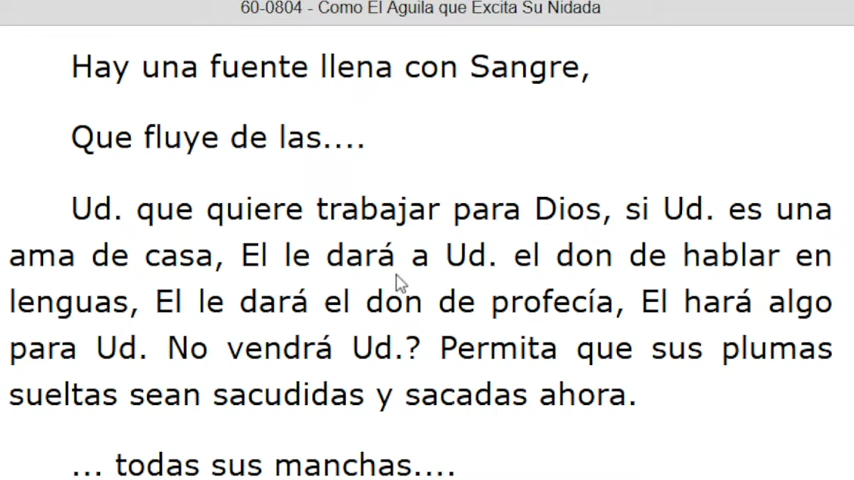 60-0804 - Como El Aguila que Excita Su Nidada
Hay una fuente llena con Sangre,
Que fluye de las....
Ud. que quiere trabajar para Dios, si Ud. es una
ama de casa, El le dará a Ud. el don de hablar en
lenguas, El le dará el don de profecía, El hará algo
para Ud. No vendrá Ud.? Permita que sus plumas
sueltas sean sacudidas y sacadas ahora.
... todas sus manchas....